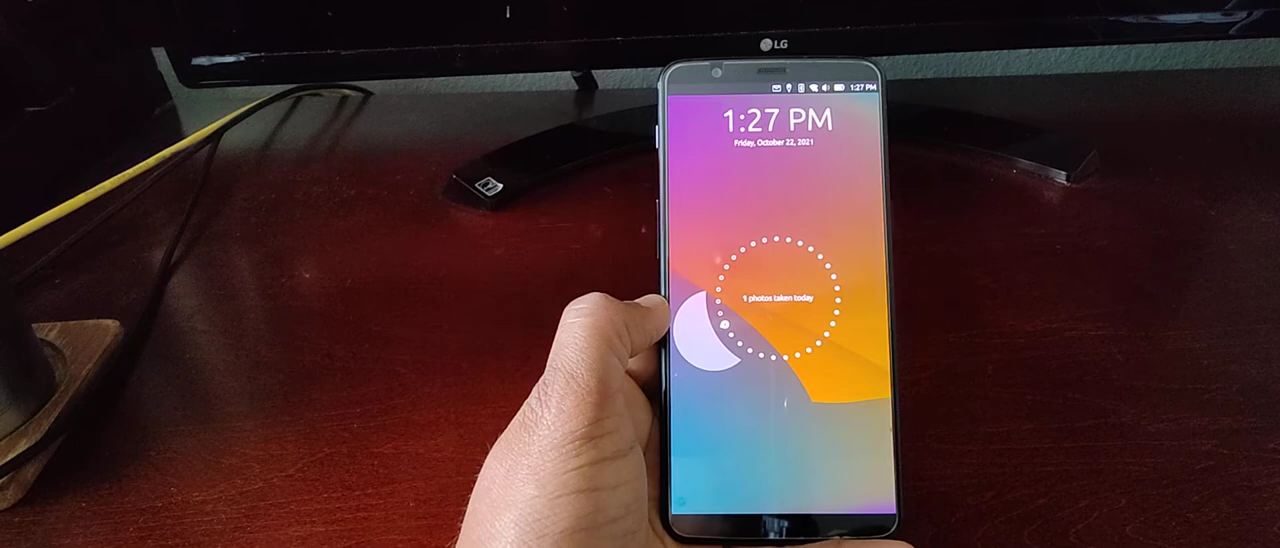 LG
1:27 PM
1:27 PM
Friday, October 22, 2021
1 photos taken today